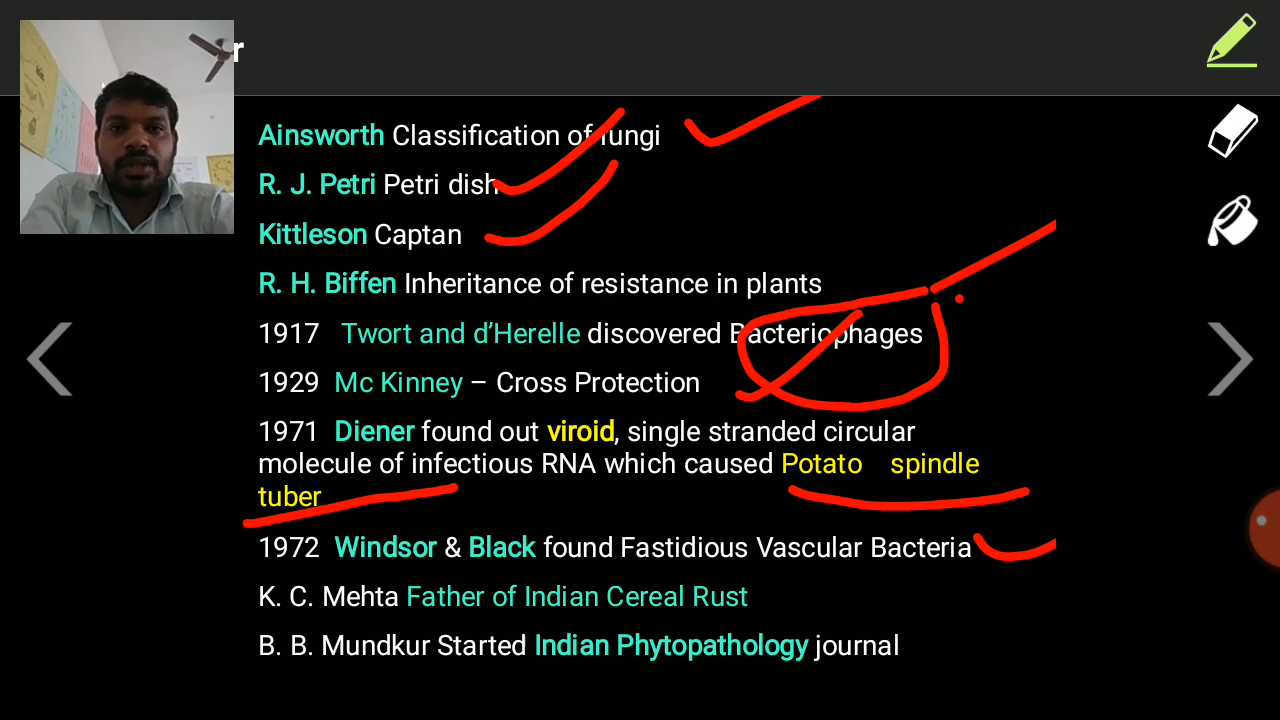 r
Ainsworth Classification of fungi
R. J. Petri Petri dish
Kittleson Captan
R. H. Biffen Inheritance of resistance in plants
1917 Twort and d’Herelle discovered Bacteriophages
1929 Mc Kinney – Cross Protection
1971 Diener found out viroid, single stranded circular
molecule of infectious RNA which caused Potato spindle
tuber
1972 Windsor & Black found Fastidious Vascular Bacteria
K. C. Mehta Father of Indian Cereal Rust
B. B. Mundkur Started Indian Phytopathology journal